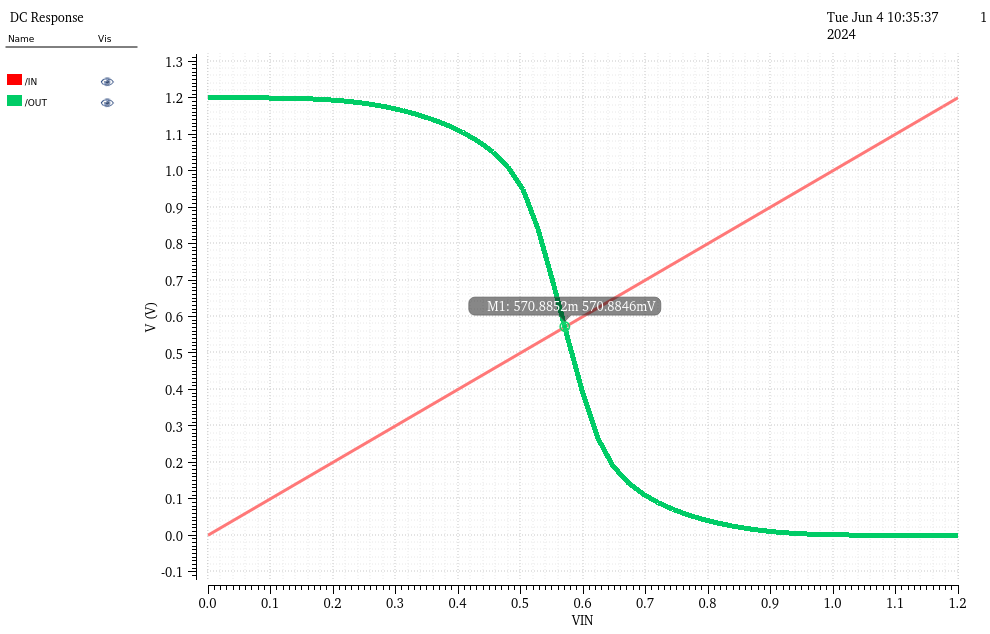 DC Response
Tue Jun 4 10:35:37 1
2024
Name Vis
/IN
/OUT
1.3
1.2
1.1
1.0
0.9
0.8
0.7
0.6
0.5
0.4
0.3
0.2
0.1
0.0
-0.1
V (V)
M1: 570.8852m 570.8846mV
0.0 0.1 0.2 0.3 0.4 0.5 0.6 0.7 0.8 0.9 1.0 1.1 1.2
VIN